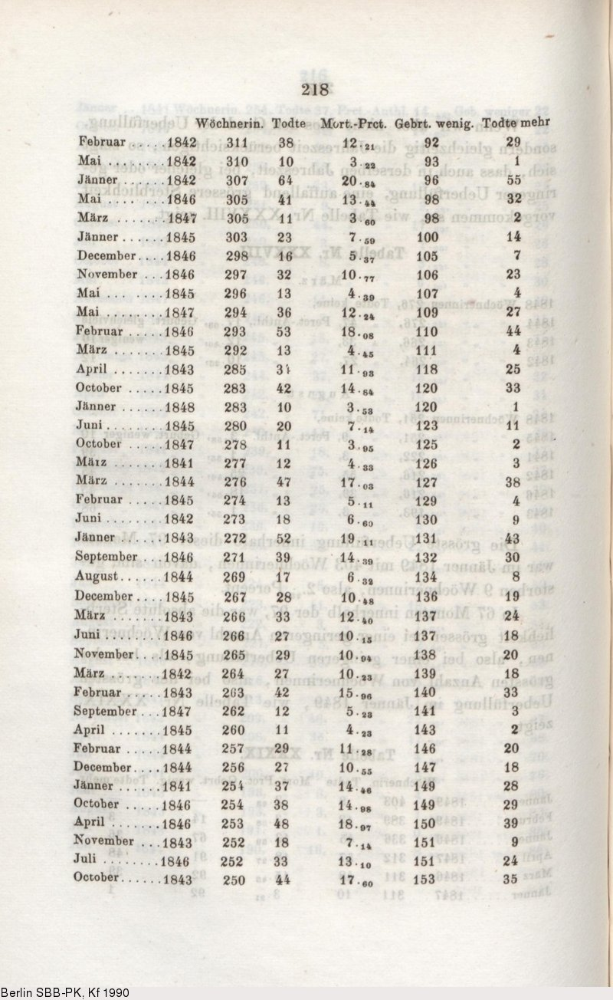 218
Wöchnerin. Todte Mort.-Prct. Gebrt. wenig. Todte mehr
Februar ..... 1842 311 38 12.21 92 29
Mai ........ 1842 310 10 3.22 93 1
Jänner ...... 1842 307 64 20.84 96 55
Mai ........ 1846 305 41 13.44 98 32
März ....... 1847 305 11 3.60 98 2
Jänner ...... 1845 303 23 7.59 100 14
December .... 1846 298 16 5.37 105 7
November ... 1846 297 32 10.77 106 23
Mai ........ 1845 296 13 4.39 107 4
Mai ........ 1847 294 36 12.24 109 27
Februar ..... 1846 293 53 18.08 110 44
März ....... 1845 292 13 4.45 111 4
April ....... 1843 285 34 11.93 118 25
October ..... 1845 283 42 14.84 120 33
Jänner ...... 1848 283 10 3.53 120 1
Juni ........ 1845 280 20 7.14 123 11
October ..... 1847 278 11 3.95 125 2
März ....... 1841 277 12 4.33 126 3
März ....... 1844 276 47 17.03 127 38
Februar ..... 1845 274 13 5.11 129 4
Juni ........ 1842 273 18 6.60 130 9
Jänner ...... 1843 272 52 19.11 131 43
September ... 1846 271 39 14.39 132 30
August ...... 1844 269 17 6.32 134 8
December .... 1845 267 28 10.48 136 19
März ....... 1843 266 33 12.40 137 24
Juni ........ 1846 266 27 10.15 137 18
November .... 1845 265 29 10.94 138 20
März ....... 1842 264 27 10.23 139 18
Februar ..... 1843 263 42 15.96 140 33
September ... 1847 262 12 5.23 141 3
April ....... 1845 260 11 4.23 143 2
Februar ..... 1844 257 29 11.28 146 20
December .... 1844 256 27 10.55 147 18
Jänner ...... 1841 254 37 14.46 149 28
October ..... 1846 254 38 14.98 149 29
April ....... 1846 253 48 18.97 150 39
November ... 1843 252 18 7.14 151 9
Juli ........ 1846 252 33 13.10 151 24
October ...... 1843 250 44 17.60 153 35
Berlin SBB-PK, Kf 1990